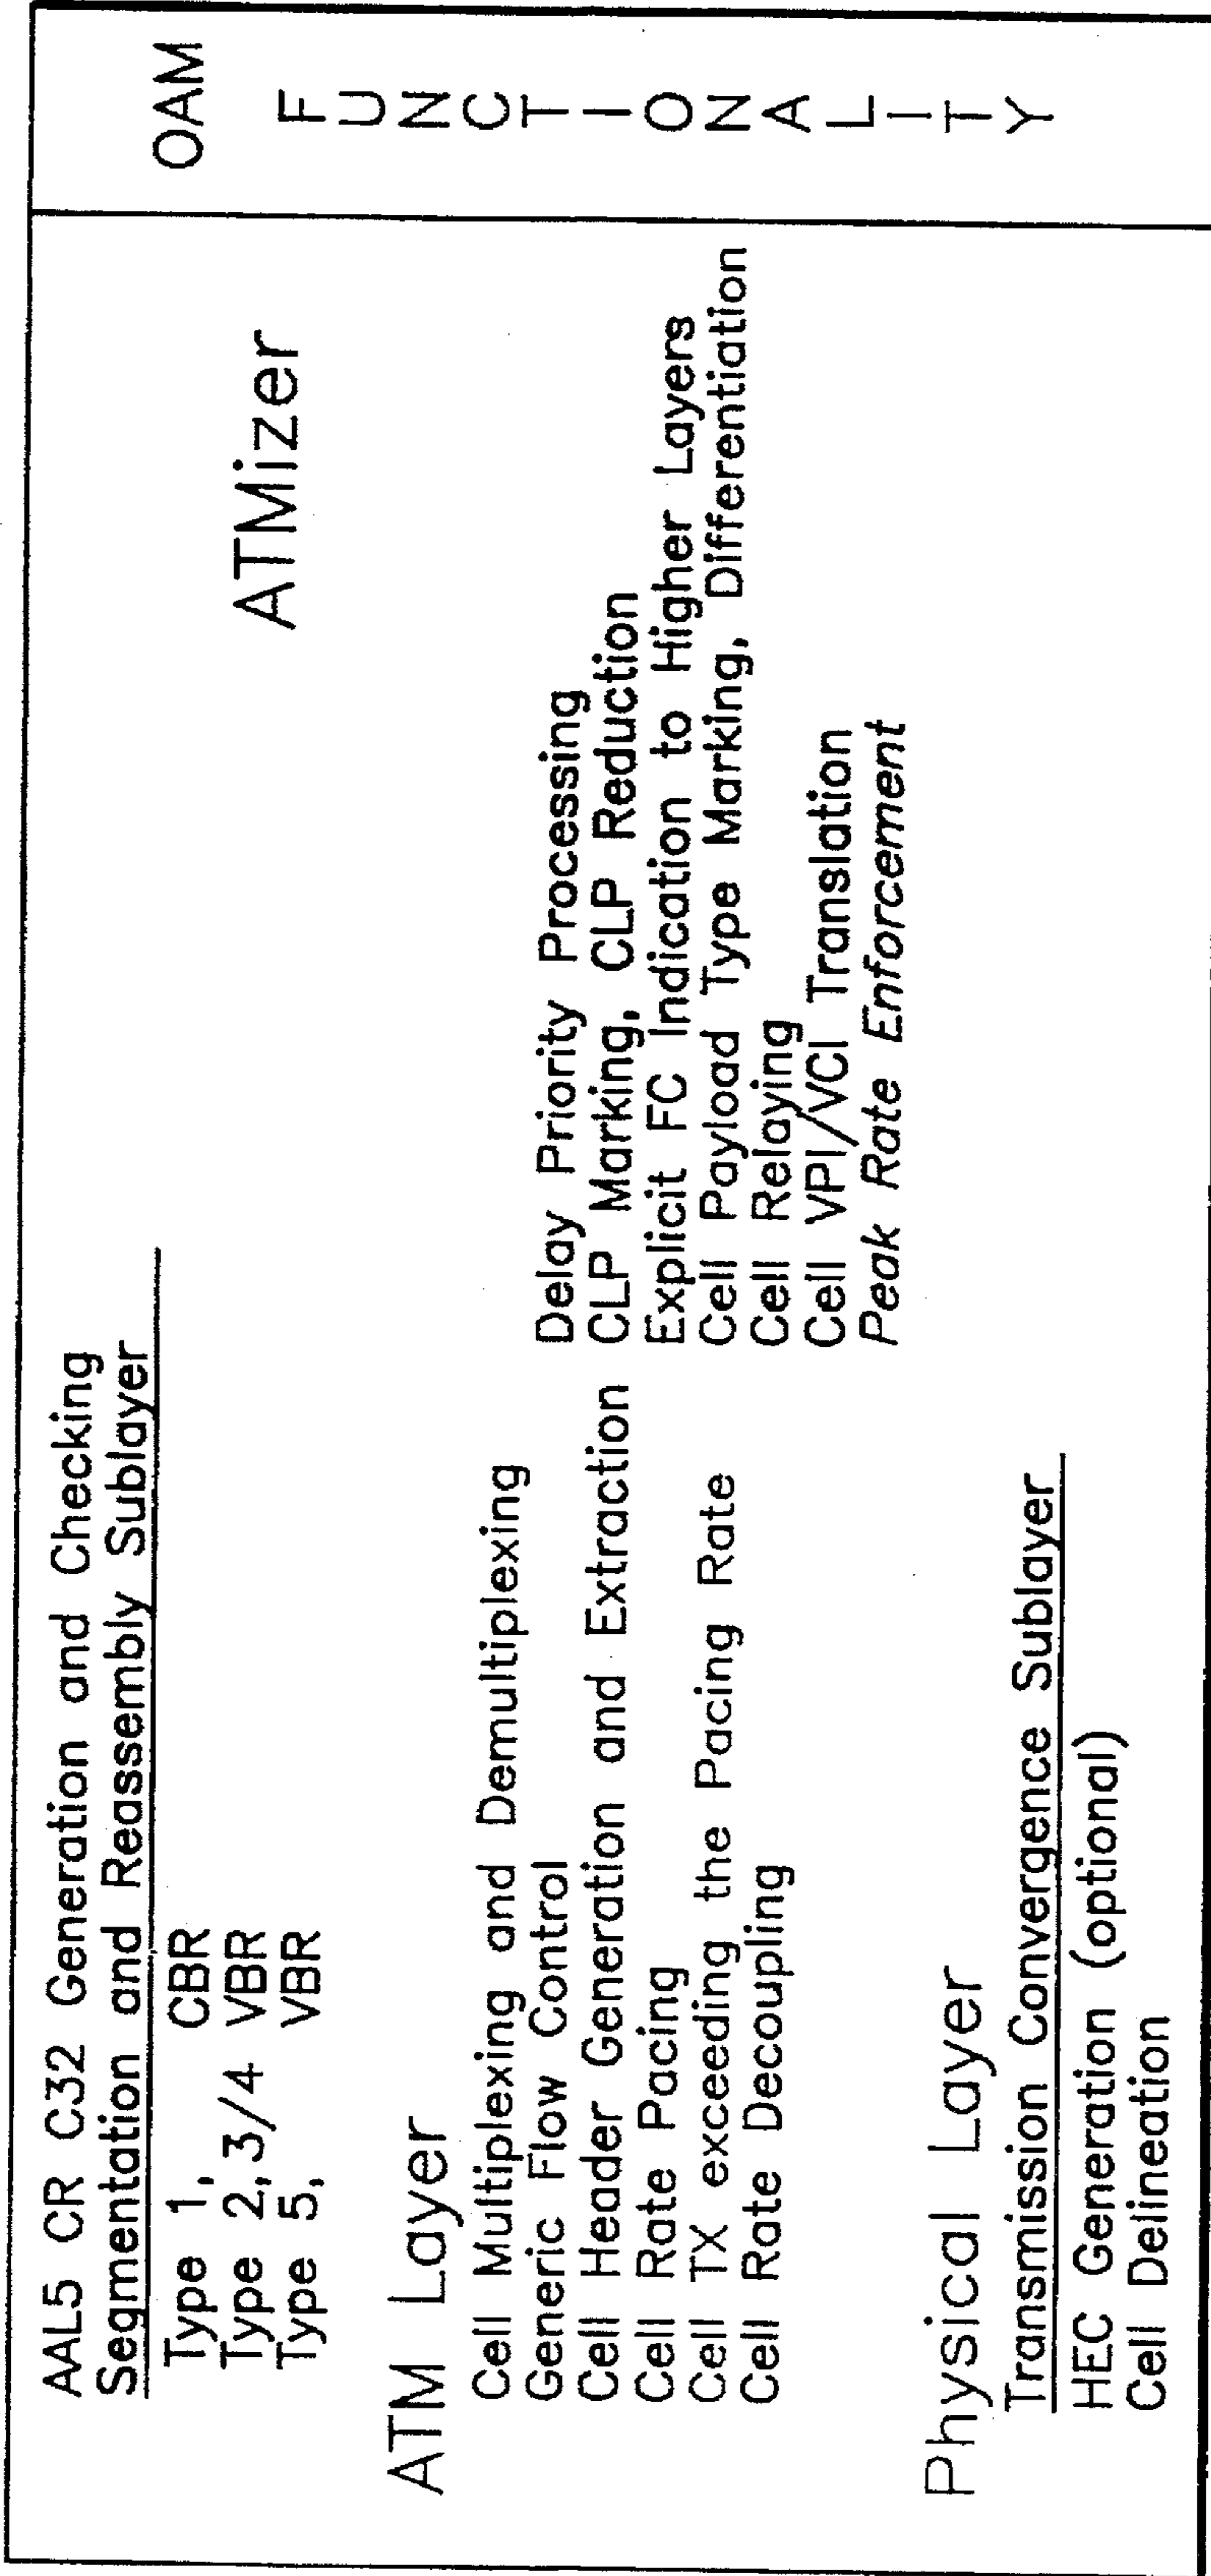 AAL5 CR C32 Generation and Checking
Segmentation and Reassembly Sublayer
Type 1, CBR
Type 2,3/4 VBR
Type 5, VBR
ATMizer
ATM Layer
Cell Multiplexing and Demultiplexing
Generic Flow Control
Cell Header Generation and Extraction
Cell Rate Pacing
Cell TX exceeding the Pacing Rate
Cell Rate Decoupling
Delay Priority Processing
CLP Marking, CLP Reduction
Explicit FC Indication to Higher Layers
Cell Payload Type Marking, Differentiation
Cell Relaying
Cell VPI/VCI Translation
Peak Rate Enforcement
Physical Layer
Transmission Convergence Sublayer
HEC Generation (optional)
Cell Delineation
OAM
FUNCTIONALITY